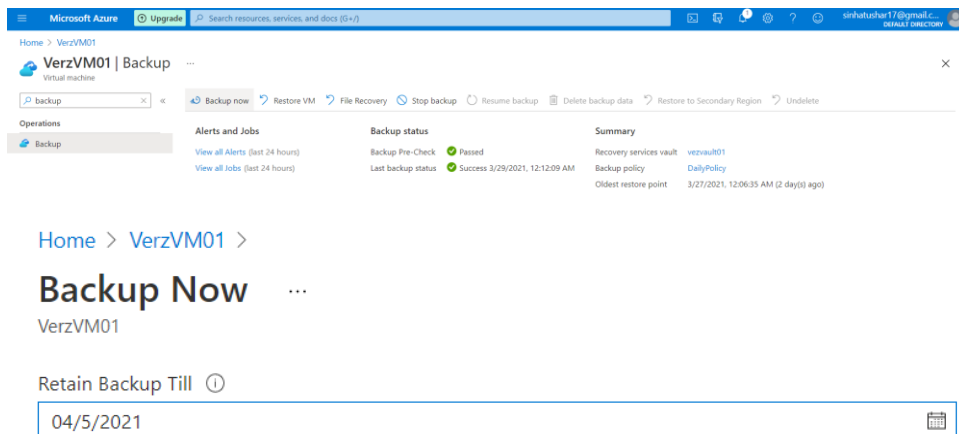 Microsoft Azure Upgrade Search resources, services, and docs (G+/) sinhatushar17@gmail.c...
DEFAULT DIRECTORY
Home > VerzVM01
VerzVM01 | Backup ...
Virtual machine
backup
Backup now Restore VM File Recovery Stop backup Resume backup Delete backup data Restore to Secondary Region Undelete
Operations
Backup
Alerts and Jobs Backup status Summary
View all Alerts (last 24 hours) Backup Pre-Check Passed Recovery services vault vezvault01
View all Jobs (last 24 hours) Last backup status Success 3/29/2021, 12:12:09 AM Backup policy DailyPolicy
Oldest restore point 3/27/2021, 12:06:35 AM (2 day(s) ago)
Home > VerzVM01 >
Backup Now ...
VerzVM01
Retain Backup Till
04/5/2021